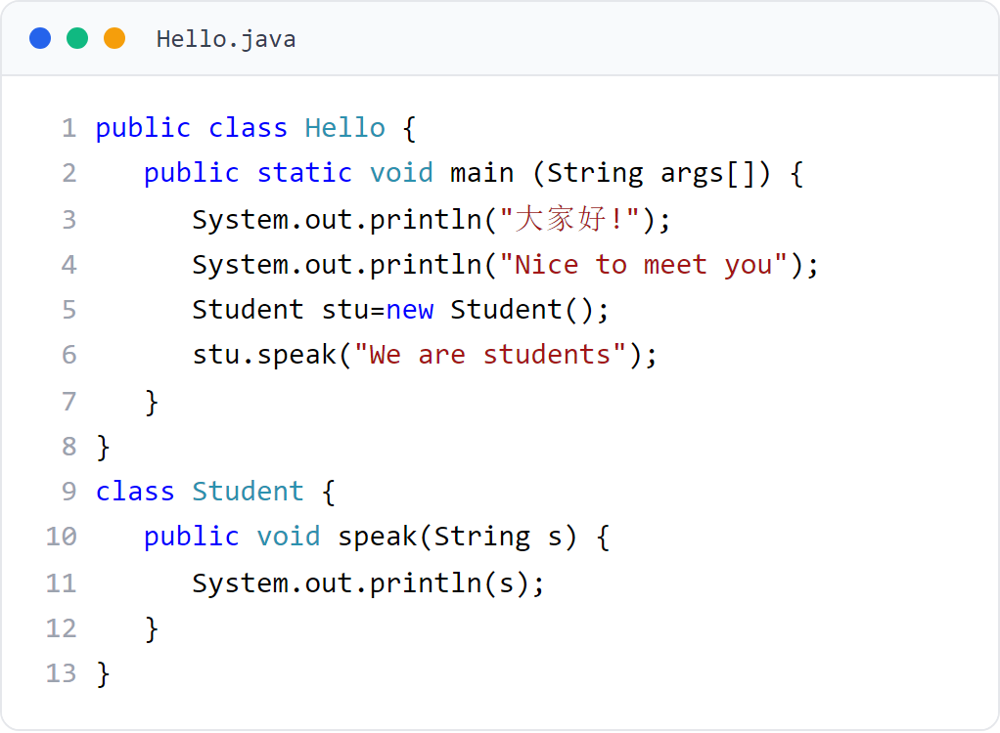 Hello.java
1 public class Hello {
2    public static void main (String args[]) {
3       System.out.println("大家好!");
4       System.out.println("Nice to meet you");
5       Student stu=new Student();
6       stu.speak("We are students");
7    }
8 }
9 class Student {
10    public void speak(String s) {
11       System.out.println(s);
12    }
13 }